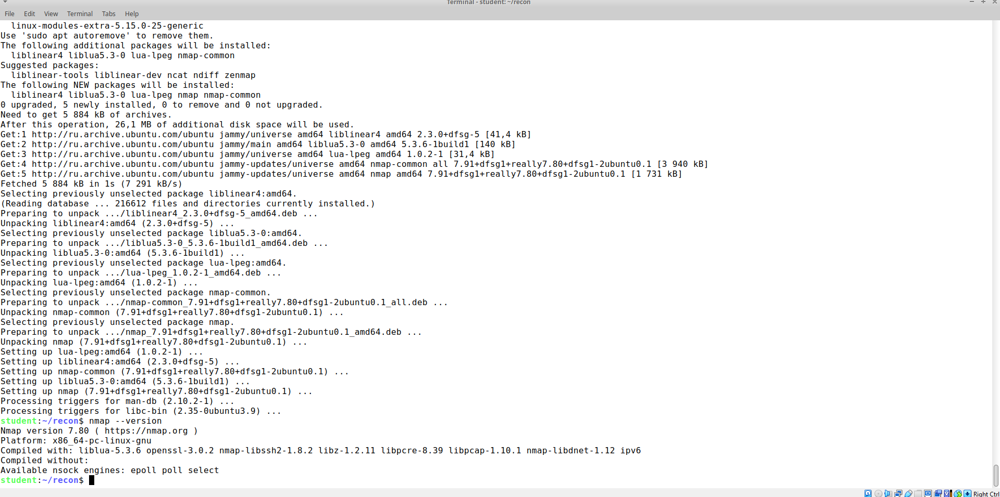 Terminal - student: ~/recon
File Edit View Terminal Tabs Help
  linux-modules-extra-5.15.0-25-generic
Use 'sudo apt autoremove' to remove them.
The following additional packages will be installed:
  liblinear4 liblua5.3-0 lua-lpeg nmap-common
Suggested packages:
  liblinear-tools liblinear-dev ncat ndiff zenmap
The following NEW packages will be installed:
  liblinear4 liblua5.3-0 lua-lpeg nmap nmap-common
0 upgraded, 5 newly installed, 0 to remove and 0 not upgraded.
Need to get 5 884 kB of archives.
After this operation, 26,1 MB of additional disk space will be used.
Get:1 http://ru.archive.ubuntu.com/ubuntu jammy/universe amd64 liblinear4 amd64 2.3.0+dfsg-5 [41,4 kB]
Get:2 http://ru.archive.ubuntu.com/ubuntu jammy/main amd64 liblua5.3-0 amd64 5.3.6-1build1 [140 kB]
Get:3 http://ru.archive.ubuntu.com/ubuntu jammy/universe amd64 lua-lpeg amd64 1.0.2-1 [31,4 kB]
Get:4 http://ru.archive.ubuntu.com/ubuntu jammy-updates/universe amd64 nmap-common all 7.91+dfsg1+really7.80+dfsg1-2ubuntu0.1 [3 940 kB]
Get:5 http://ru.archive.ubuntu.com/ubuntu jammy-updates/universe amd64 nmap amd64 7.91+dfsg1+really7.80+dfsg1-2ubuntu0.1 [1 731 kB]
Fetched 5 884 kB in 1s (7 291 kB/s)
Selecting previously unselected package liblinear4:amd64.
(Reading database ... 216612 files and directories currently installed.)
Preparing to unpack .../liblinear4_2.3.0+dfsg-5_amd64.deb ...
Unpacking liblinear4:amd64 (2.3.0+dfsg-5) ...
Selecting previously unselected package liblua5.3-0:amd64.
Preparing to unpack .../liblua5.3-0_5.3.6-1build1_amd64.deb ...
Unpacking liblua5.3-0:amd64 (5.3.6-1build1) ...
Selecting previously unselected package lua-lpeg:amd64.
Preparing to unpack .../lua-lpeg_1.0.2-1_amd64.deb ...
Unpacking lua-lpeg:amd64 (1.0.2-1) ...
Selecting previously unselected package nmap-common.
Preparing to unpack .../nmap-common_7.91+dfsg1+really7.80+dfsg1-2ubuntu0.1_all.deb ...
Unpacking nmap-common (7.91+dfsg1+really7.80+dfsg1-2ubuntu0.1) ...
Selecting previously unselected package nmap.
Preparing to unpack .../nmap_7.91+dfsg1+really7.80+dfsg1-2ubuntu0.1_amd64.deb ...
Unpacking nmap (7.91+dfsg1+really7.80+dfsg1-2ubuntu0.1) ...
Setting up lua-lpeg:amd64 (1.0.2-1) ...
Setting up liblinear4:amd64 (2.3.0+dfsg-5) ...
Setting up nmap-common (7.91+dfsg1+really7.80+dfsg1-2ubuntu0.1) ...
Setting up liblua5.3-0:amd64 (5.3.6-1build1) ...
Setting up nmap (7.91+dfsg1+really7.80+dfsg1-2ubuntu0.1) ...
Processing triggers for man-db (2.10.2-1) ...
Processing triggers for libc-bin (2.35-0ubuntu3.9) ...
student:~/recon$ nmap --version
Nmap version 7.80 ( https://nmap.org )
Platform: x86_64-pc-linux-gnu
Compiled with: liblua-5.3.6 openssl-3.0.2 nmap-libssh2-1.8.2 libz-1.2.11 libpcre-8.39 libpcap-1.10.1 nmap-libdnet-1.12 ipv6
Compiled without:
Available nsock engines: epoll poll select
student:~/recon$
Right Ctrl